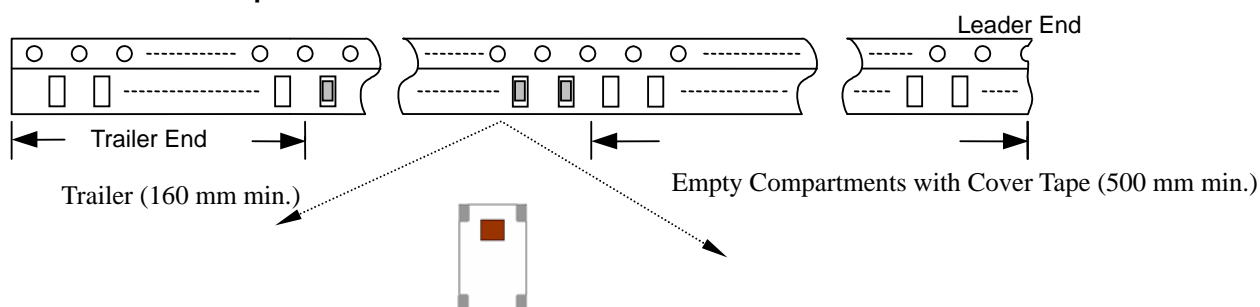 Leader End
Trailer End
Trailer (160 mm min.)
Empty Compartments with Cover Tape (500 mm min.)